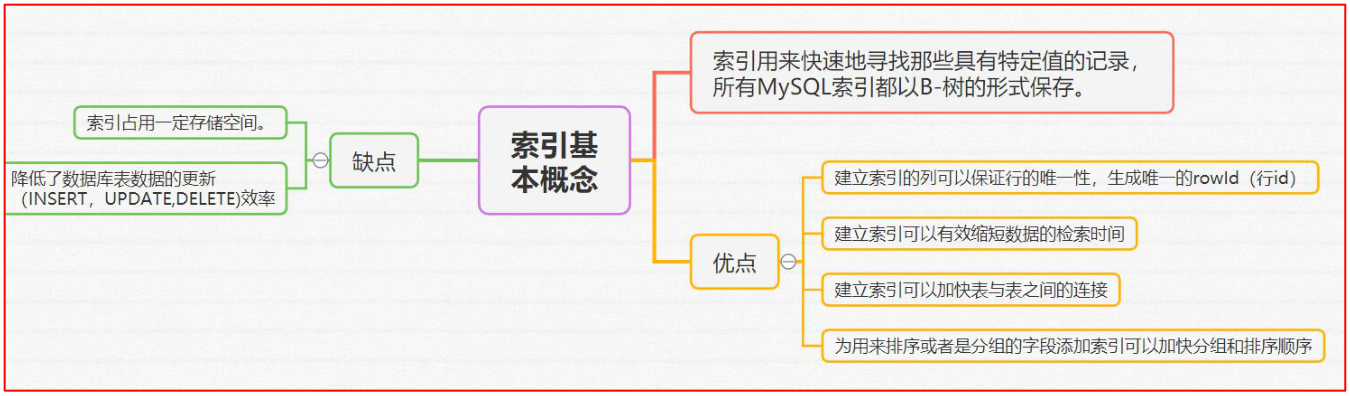 索引用来快速地寻找那些具有特定值的记录，
所有MySQL索引都以B-树的形式保存。
索引占用一定存储空间。
缺点
降低了数据库表数据的更新
（INSERT，UPDATE,DELETE)效率
索引基
本概念
优点
建立索引的列可以保证行的唯一性，生成唯一的rowId（行id）
建立索引可以有效缩短数据的检索时间
建立索引可以加快表与表之间的连接
为用来排序或者是分组的字段添加索引可以加快分组和排序顺序